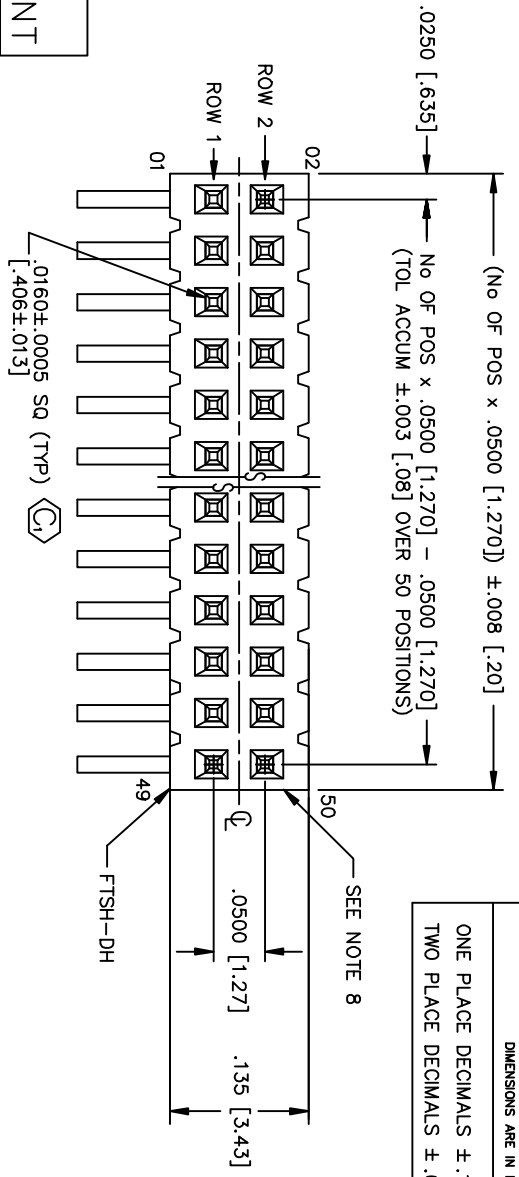 DIMENSIONS ARE IN
ONE PLACE DECIMALS ±.
TWO PLACE DECIMALS ±.
(No OF POS x .0500 [1.270]) ±.008 [.20]
No OF POS x .0500 [1.270] - .0500 [1.270]
(TOL ACCUM ±.003 [.08] OVER 50 POSITIONS)
.0250 [.635]
02
50
SEE NOTE 8
ROW 2
ROW 1
℄
.0500 [1.27]
.135 [3.43]
01
49
FTSH-DH
.0160±.0005 SQ (TYP)
[.406±.013]
C1
S
S
NT